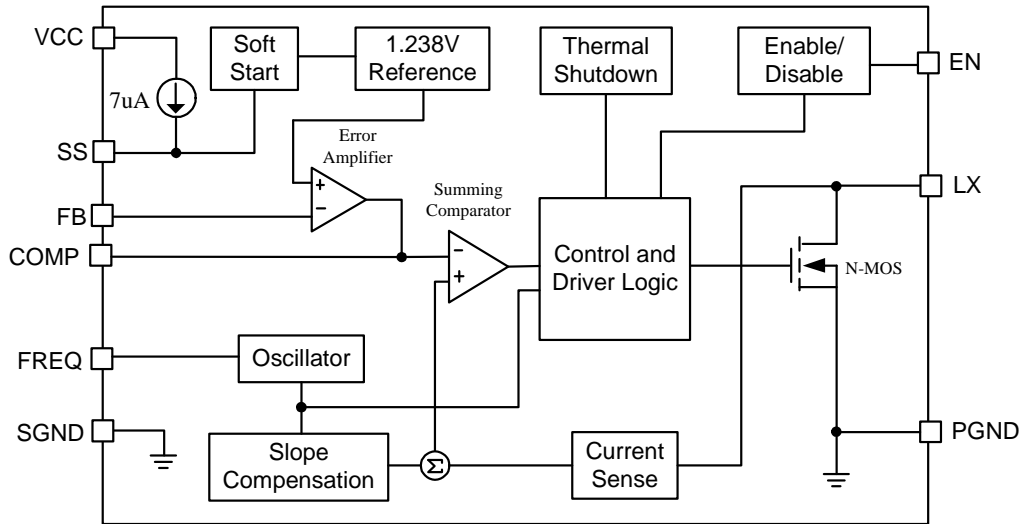 VCC
Soft
Start
1.238V
Reference
Thermal
Shutdown
Enable/
Disable
EN
7uA
SS
Error
Amplifier
+
−
FB
COMP
Summing
Comparator
−
+
Control and
Driver Logic
LX
N-MOS
FREQ
Oscillator
SGND
Slope
Compensation
Σ
Current
Sense
PGND